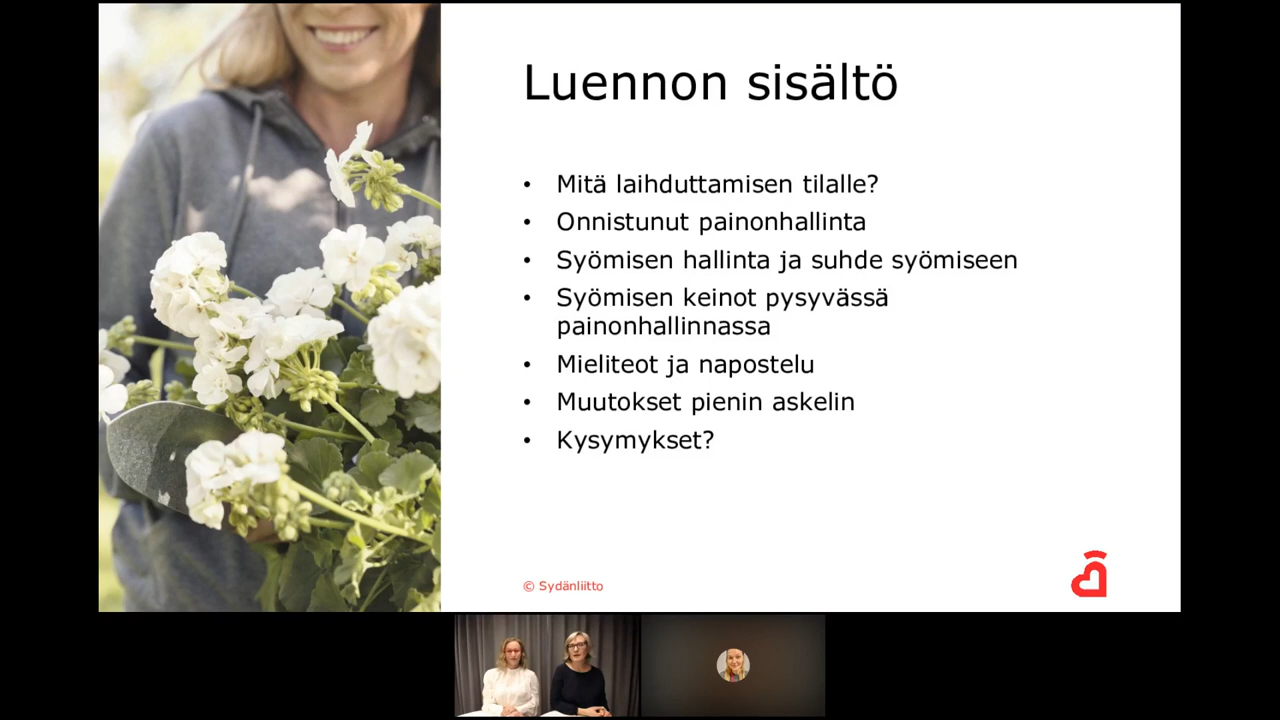 Luennon sisältö
• Mitä laihduttamisen tilalle?
• Onnistunut painonhallinta
• Syömisen hallinta ja suhde syömiseen
• Syömisen keinot pysyvässä
painonhallinnassa
• Mieliteot ja napostelu
• Muutokset pienin askelin
• Kysymykset?
© Sydänliitto